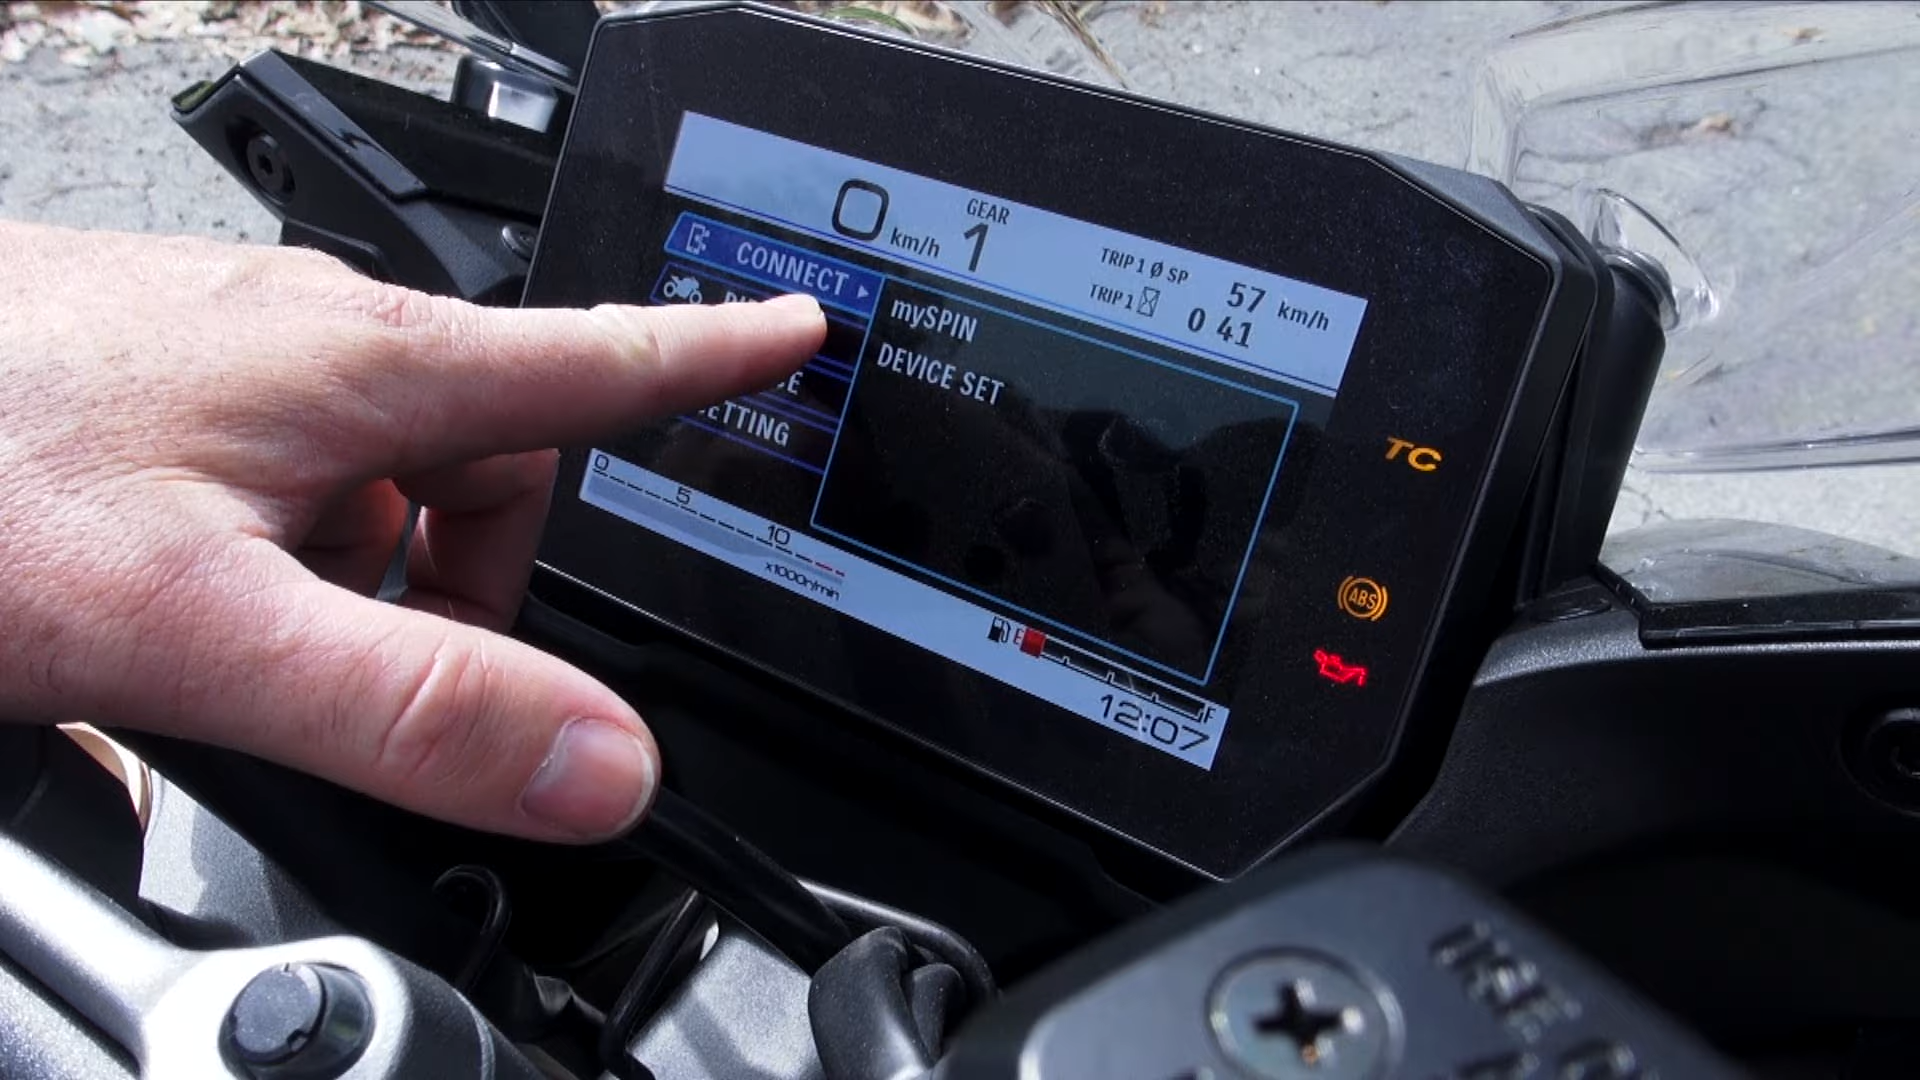 0 km/h
GEAR
1
TRIP 1 Ø SP 57 km/h
TRIP 1 0 41
CONNECT
mySPIN
DEVICE SET
0 5 10
x1000r/min
E F
12:07
TC
ABS